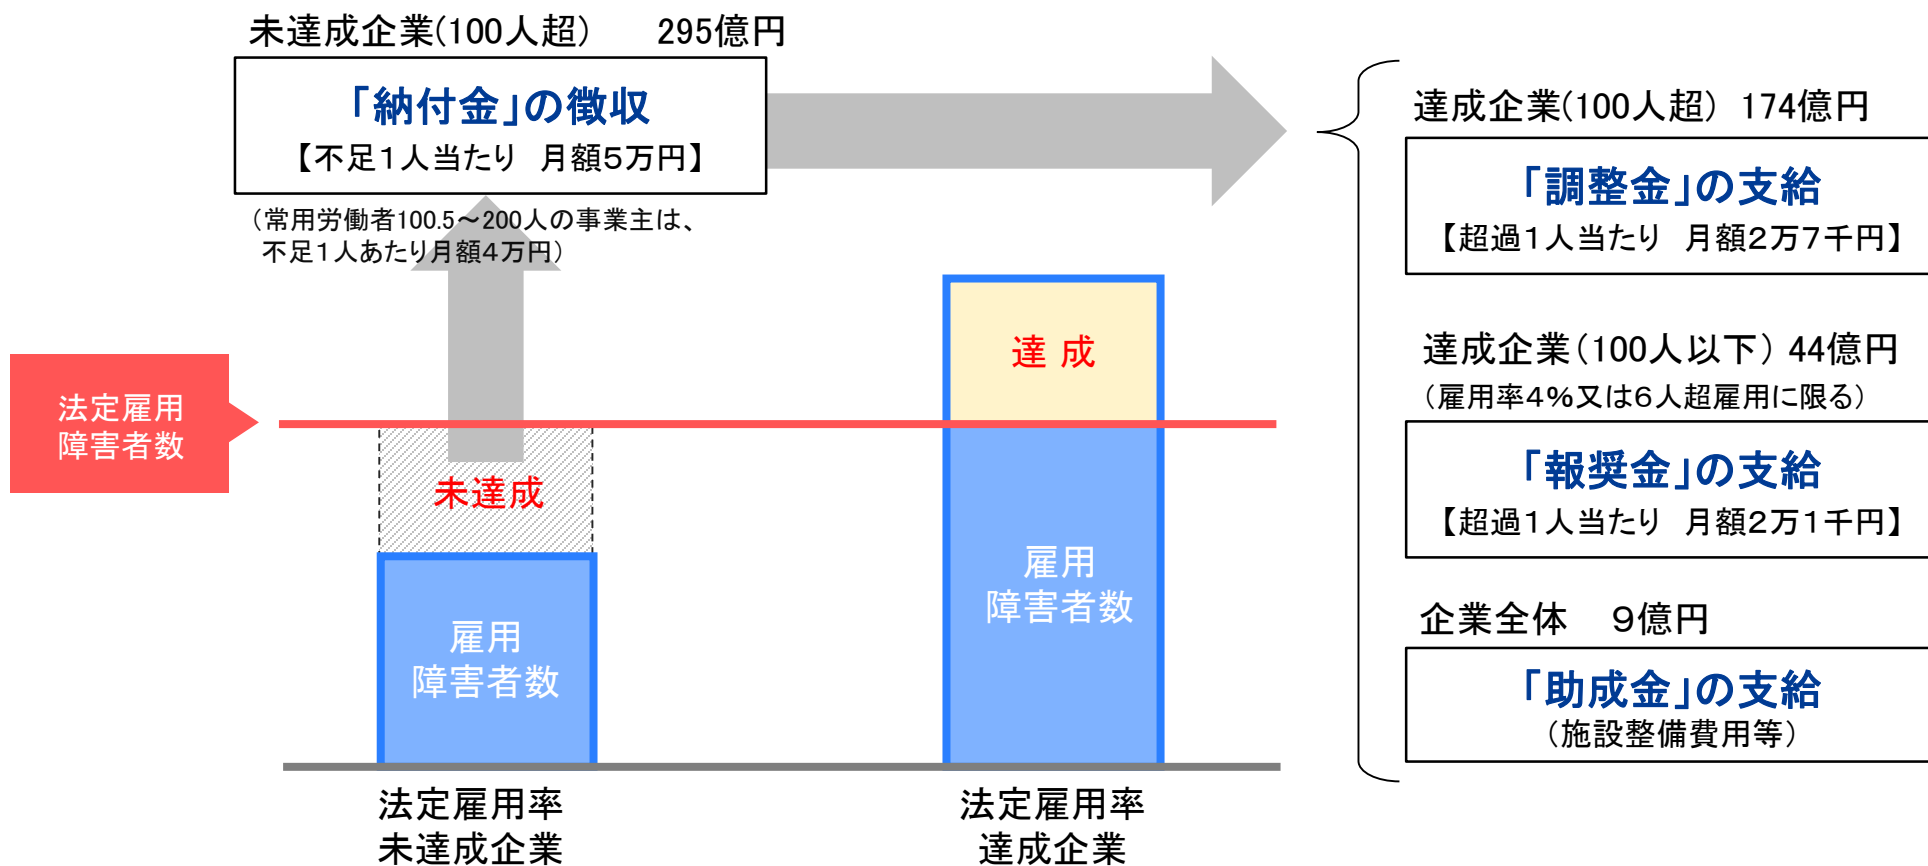 未達成企業(100人超)　　295億円
「納付金」の徴収
【不足１人当たり　月額５万円】
（常用労働者100.5～200人の事業主は、
不足１人あたり月額４万円）
達成企業(100人超)　174億円
「調整金」の支給
【超過１人当たり　月額２万７千円】
達成企業（100人以下）44億円
（雇用率４％又は６人超雇用に限る）
「報奨金」の支給
【超過１人当たり　月額２万１千円】
企業全体　９億円
「助成金」の支給
（施設整備費用等）
法定雇用
障害者数
未達成
達 成
雇用
障害者数
雇用
障害者数
法定雇用率
未達成企業
法定雇用率
達成企業